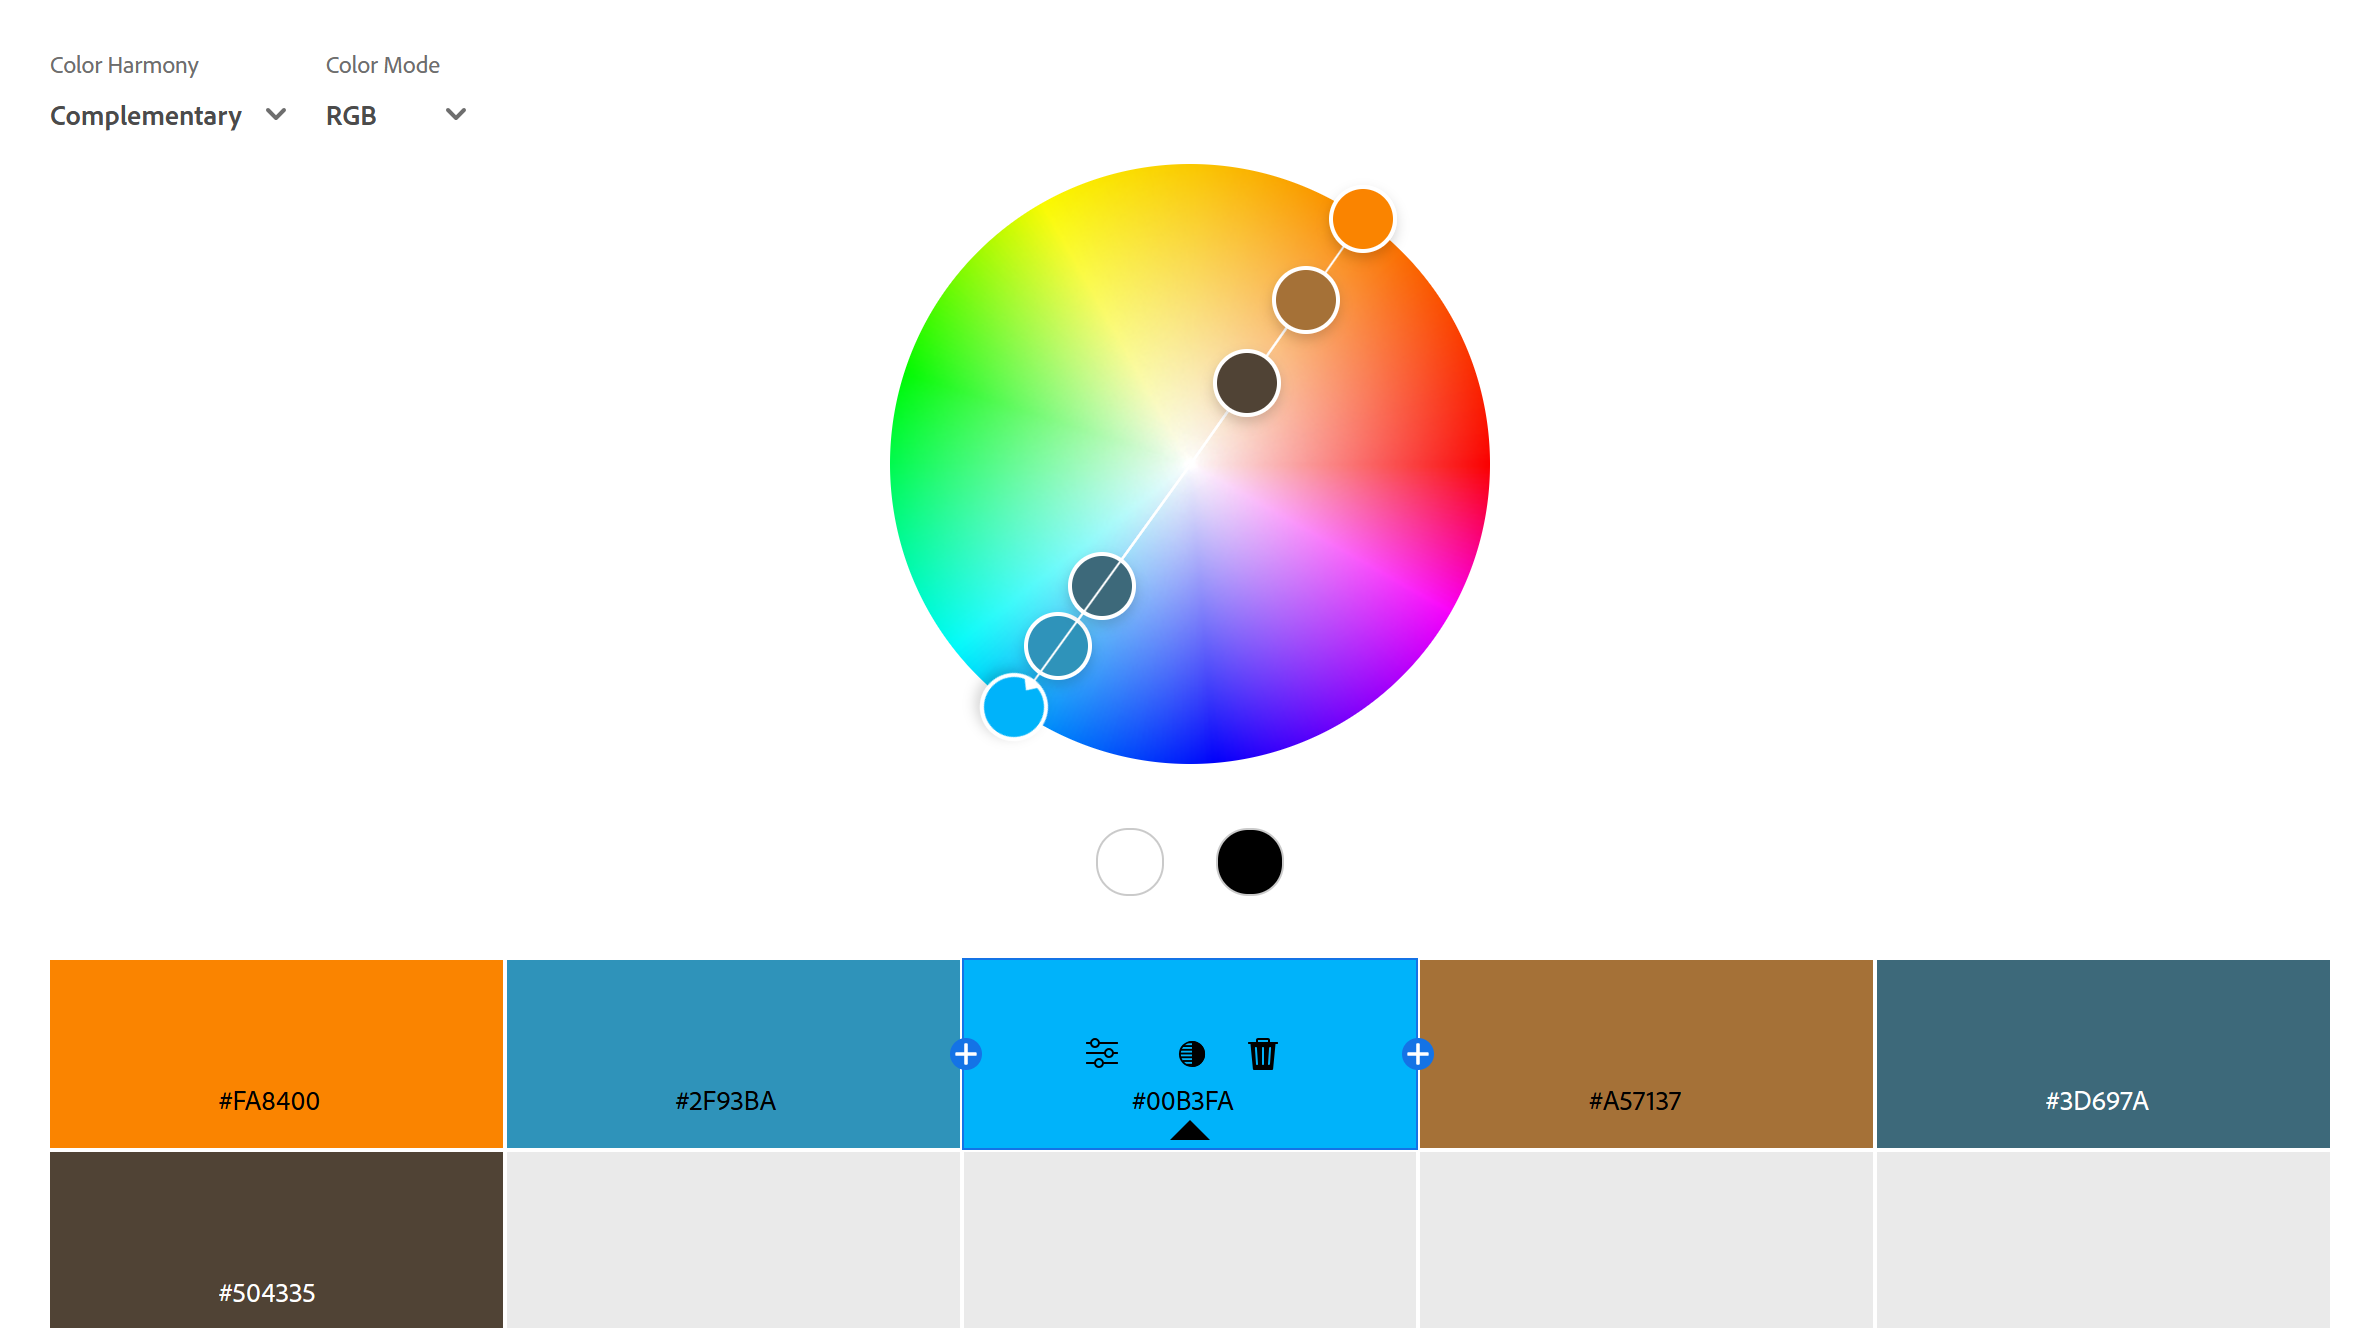 Color Harmony Color Mode
Complementary RGB
#FA8400 #2F93BA #00B3FA #A57137 #3D697A
#504335